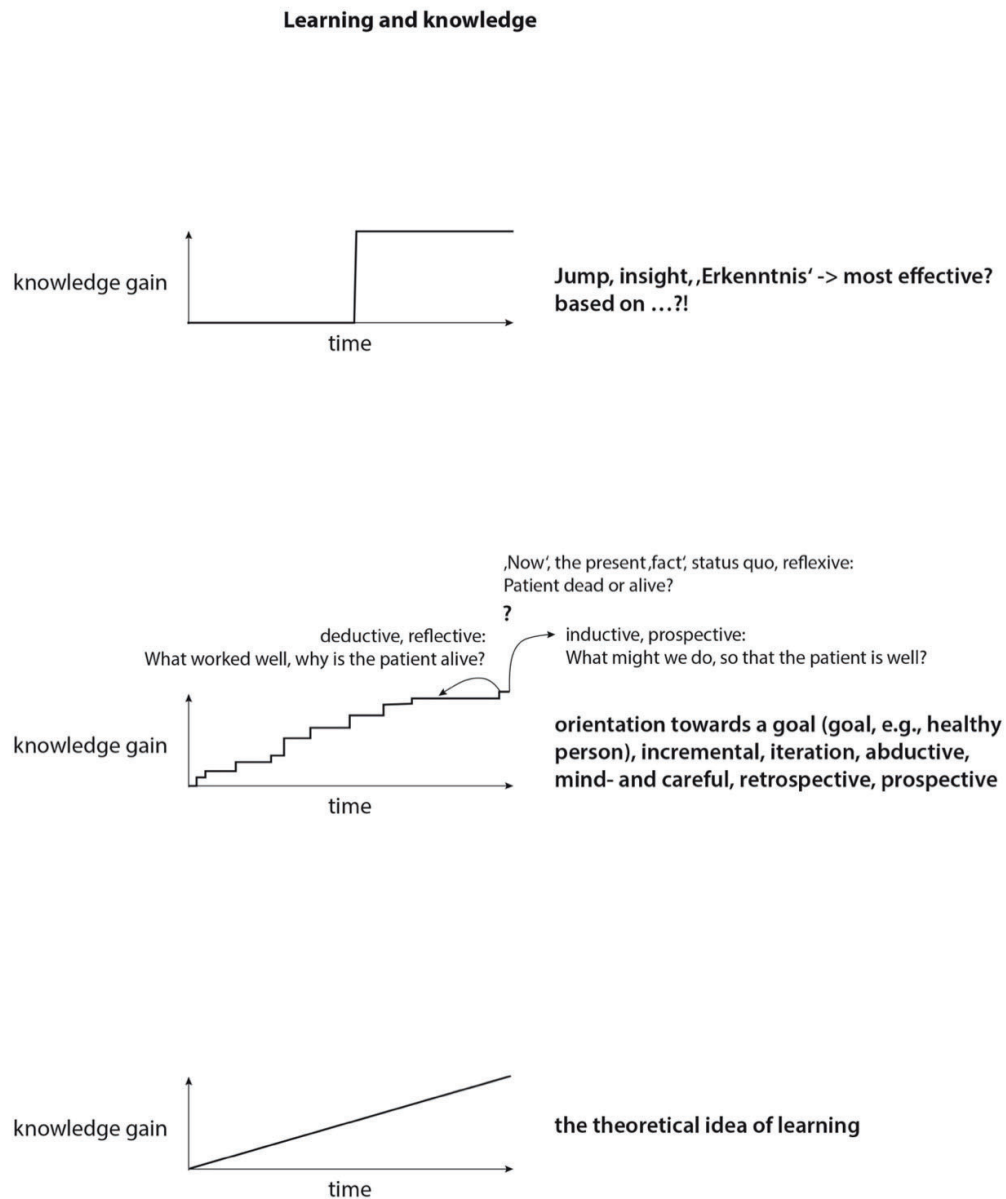 Learning and knowledge
knowledge gain
time
Jump, insight, ‚Erkenntnis‘ -> most effective?
based on …?!
‚Now‘, the present ‚fact‘, status quo, reflexive:
Patient dead or alive?
?
deductive, reflective:
What worked well, why is the patient alive?
inductive, prospective:
What might we do, so that the patient is well?
knowledge gain
time
orientation towards a goal (goal, e.g., healthy
person), incremental, iteration, abductive,
mind- and careful, retrospective, prospective
knowledge gain
time
the theoretical idea of learning